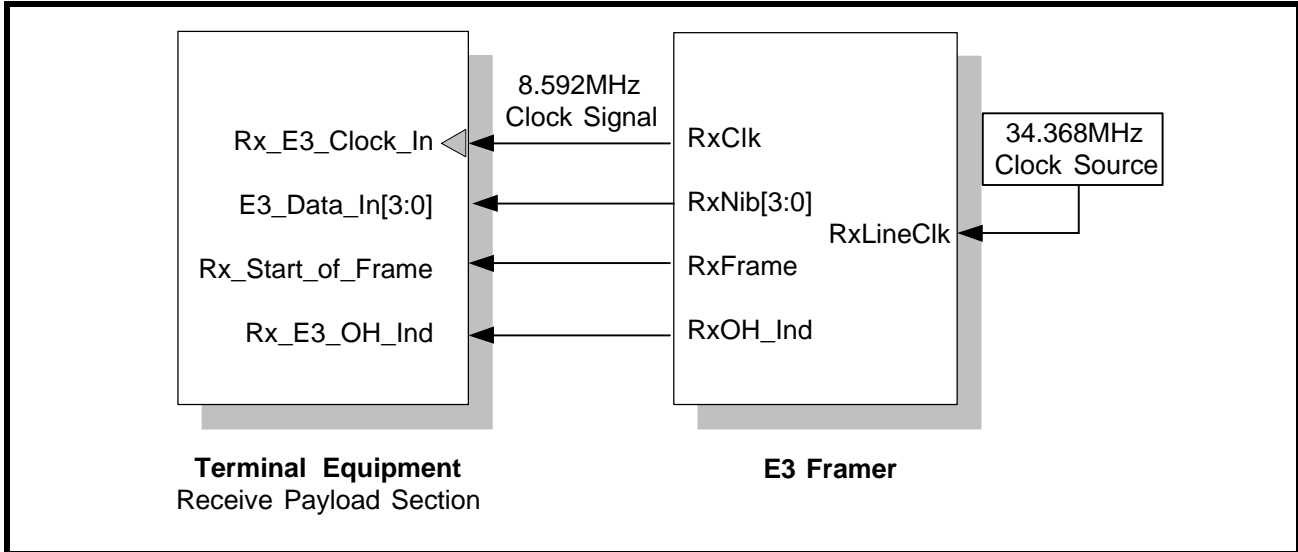 8.592MHz
Clock Signal
Rx_E3_Clock_In
E3_Data_In[3:0]
Rx_Start_of_Frame
Rx_E3_OH_Ind
RxClk
RxNib[3:0]
RxLineClk
RxFrame
RxOH_Ind
34.368MHz
Clock Source
Terminal Equipment
Receive Payload Section
E3 Framer